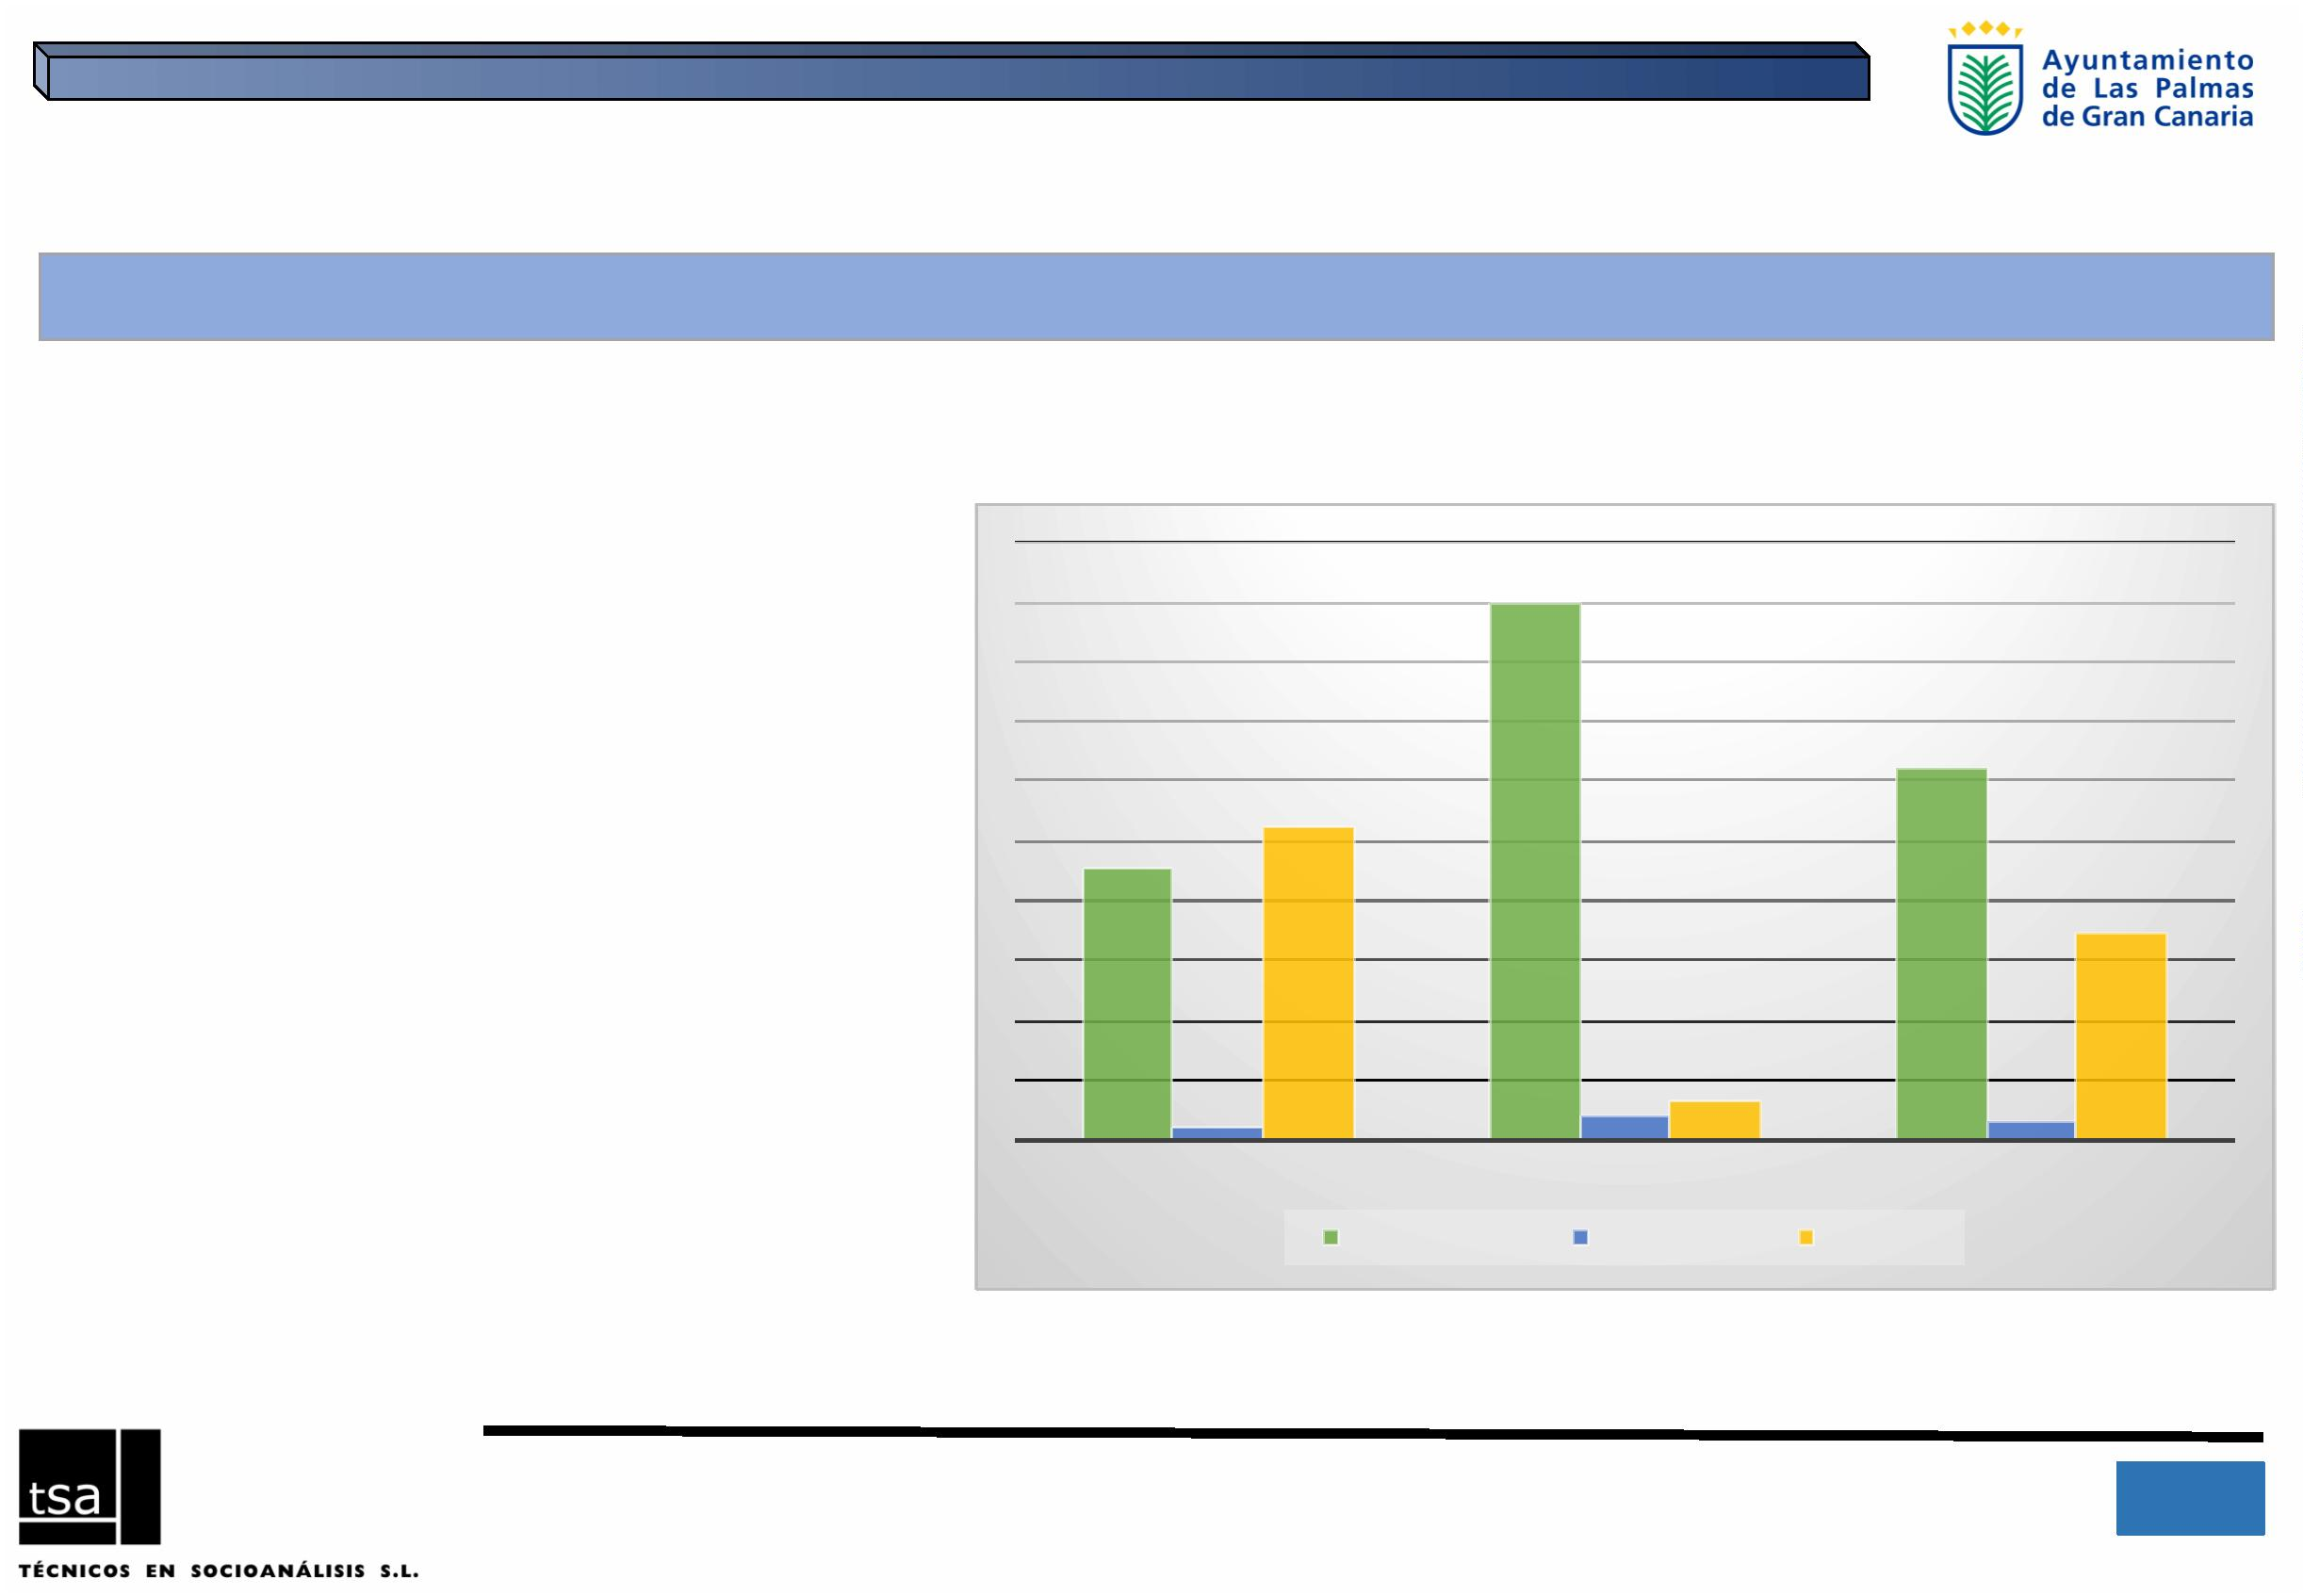 Ayuntamiento
de Las Palmas
de Gran Canaria
tsa
TÉCNICOS EN SOCIOANÁLISIS S.L.